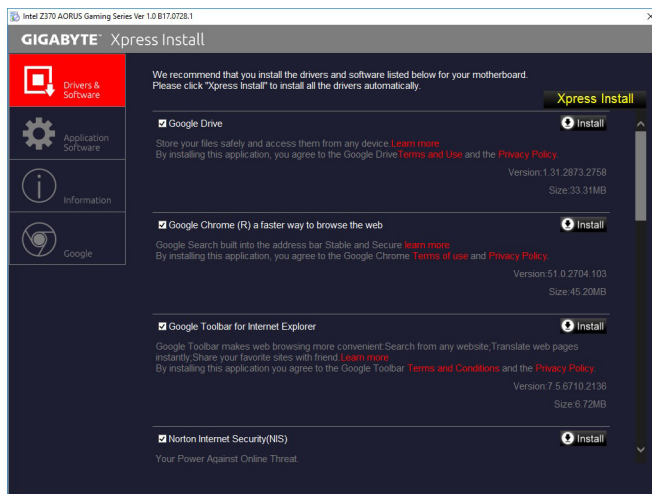 Intel Z370 AORUS Gaming Series Ver 1.0 B17.0728.1
GIGABYTE™ Xpress Install
Drivers &
Software
Application
Software
Information
Google
We recommend that you install the drivers and software listed below for your motherboard.
Please click "Xpress Install" to install all the drivers automatically.
Xpress Install
Google Drive
Install
Store your files safely and access them from any device.Learn more
By installing this application, you agree to the Google DriveTerms and Use and the Privacy Policy.
Version:1.31.2873.2758
Size:33.31MB
Google Chrome (R) a faster way to browse the web
Install
Google Search built into the address bar Stable and Secure learn more
By installing this application, you agree to the Google Chrome Terms of use and Privacy Policy.
Version:51.0.2704.103
Size:45.20MB
Google Toolbar for Internet Explorer
Install
Google Toolbar makes web browsing more convenient:Search from any website;Translate web pages
instantly;Share your favorite sites with friend.Learn more
By installing this application you agree to the Google Toolbar Terms and Conditions and the Privacy Policy.
Version:7.5.6710.2136
Size:6.72MB
Norton Internet Security(NIS)
Install
Your Power Against Online Threat.